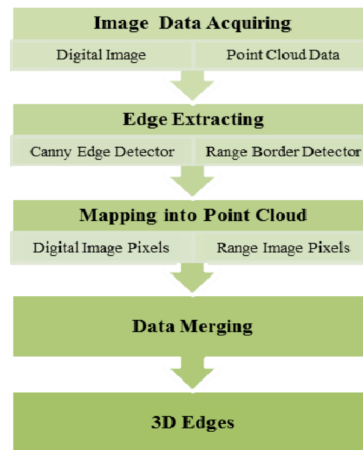 Image Data Acquiring
Digital Image Point Cloud Data
Edge Extracting
Canny Edge Detector Range Border Detector
Mapping into Point Cloud
Digital Image Pixels Range Image Pixels
Data Merging
3D Edges